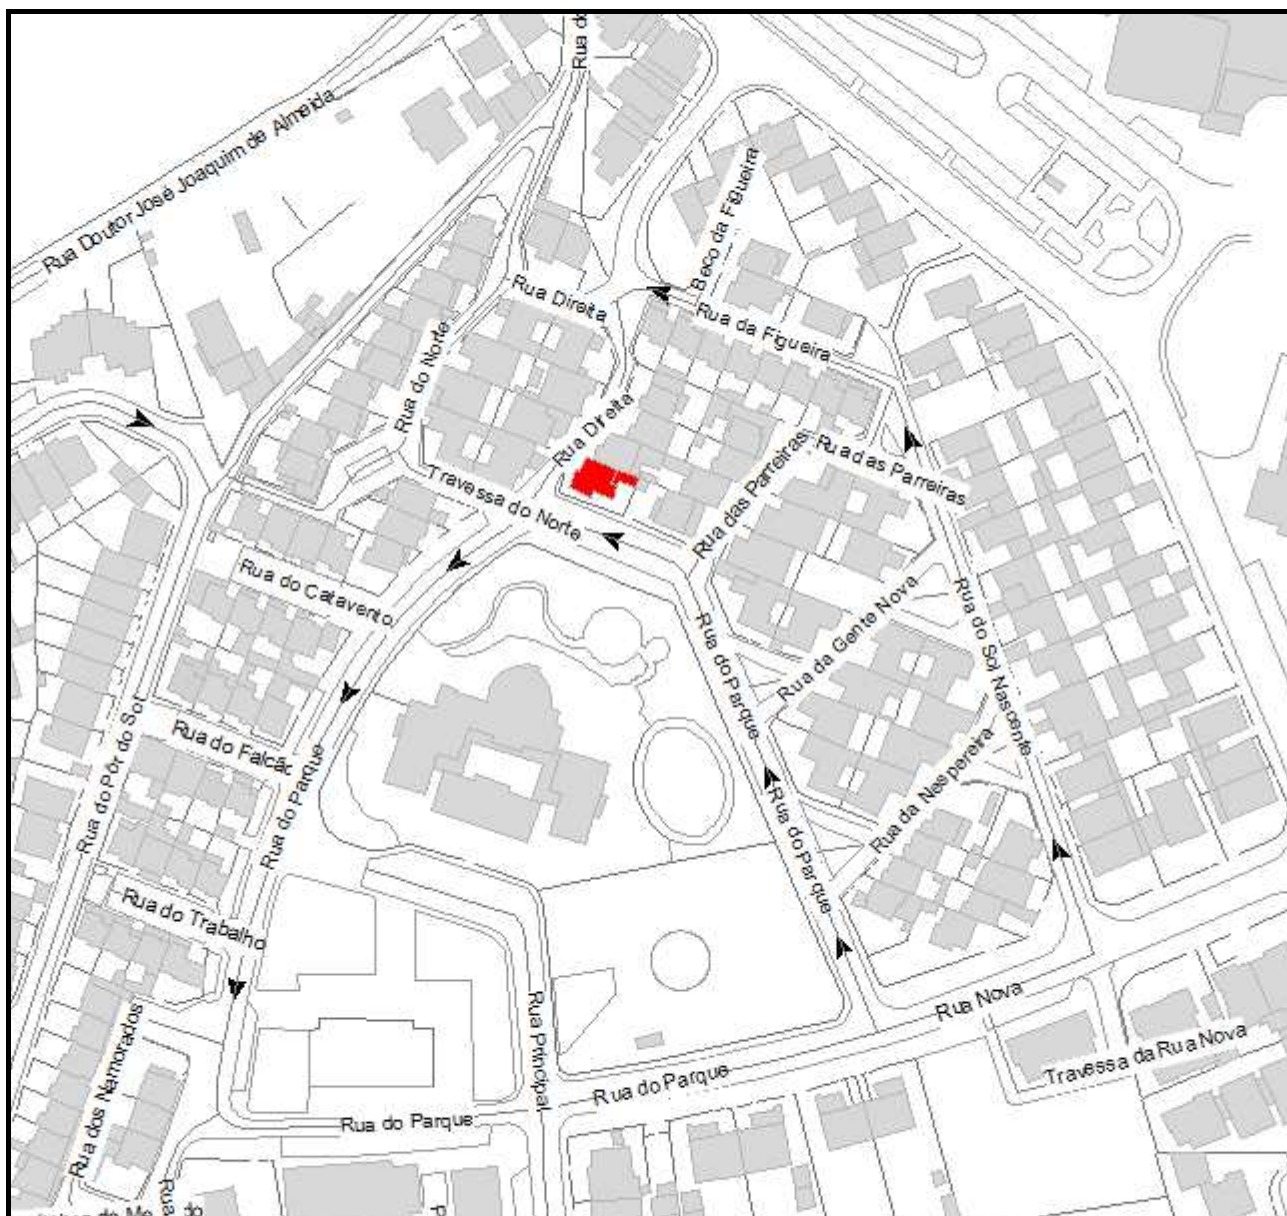 Rua do
Rua Doutor José Joaquim de Almeida
Beco da Figueira
Rua Direita
Rua da Figueira
Rua do Norte
Rua Direita
Rua das Parreiras
Rua das Parreiras
Travessa do Norte
Rua do Catavento
Rua da Gente Nova
Rua do Sol Nascente
Rua do Parque
Rua do Pôr do Sol
Rua do Falcão
Rua do Parque
Rua da Nespereira
Rua do Parque
Rua do Trabalho
Rua Nova
Rua Principal
Rua dos Namorados
Travessa da Rua Nova
Rua do Parque
Rua do Parque
Rua